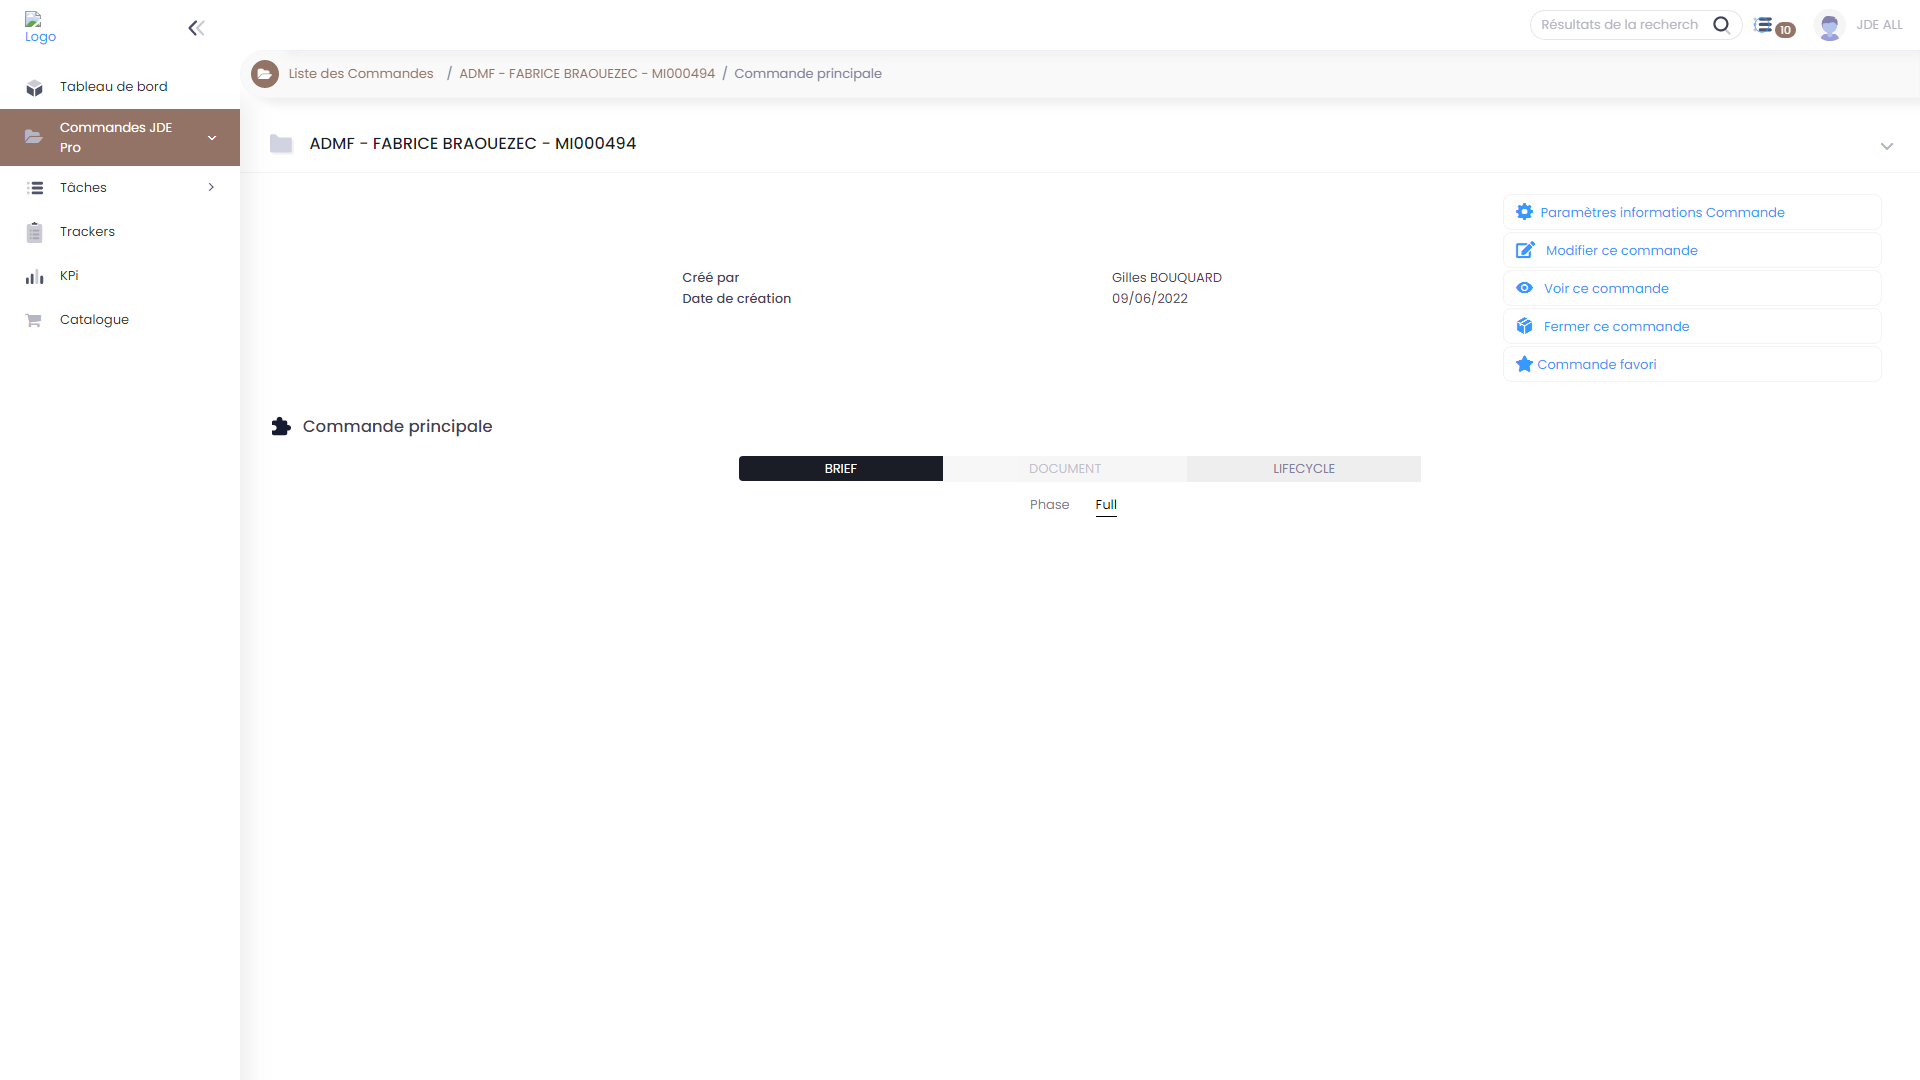 Logo
Résultats de la recherch
10
JDE ALL
Tableau de bord
Commandes JDE
Pro
Tâches
Trackers
KPi
Catalogue
Liste des Commandes / ADMF - FABRICE BRAOUEZEC - MI000494 / Commande principale
ADMF - FABRICE BRAOUEZEC - MI000494
Créé par Gilles BOUQUARD
Date de création 09/06/2022
Paramètres informations Commande
Modifier ce commande
Voir ce commande
Fermer ce commande
Commande favori
Commande principale
BRIEF DOCUMENT LIFECYCLE
Phase Full